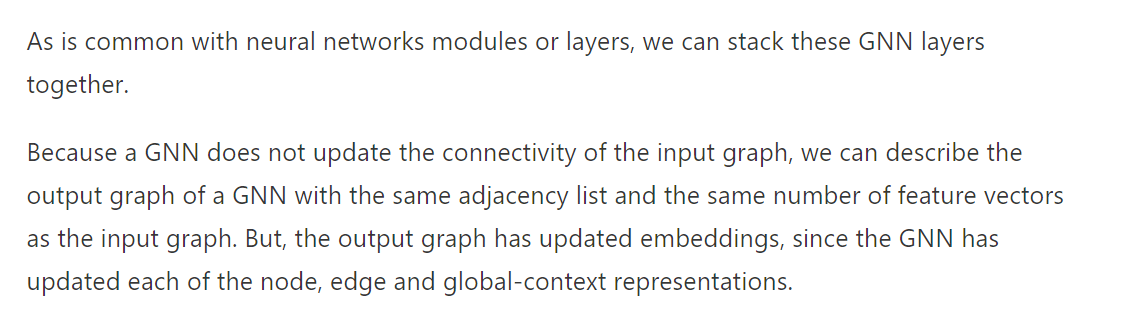 As is common with neural networks modules or layers, we can stack these GNN layers
together.
Because a GNN does not update the connectivity of the input graph, we can describe the
output graph of a GNN with the same adjacency list and the same number of feature vectors
as the input graph. But, the output graph has updated embeddings, since the GNN has
updated each of the node, edge and global-context representations.